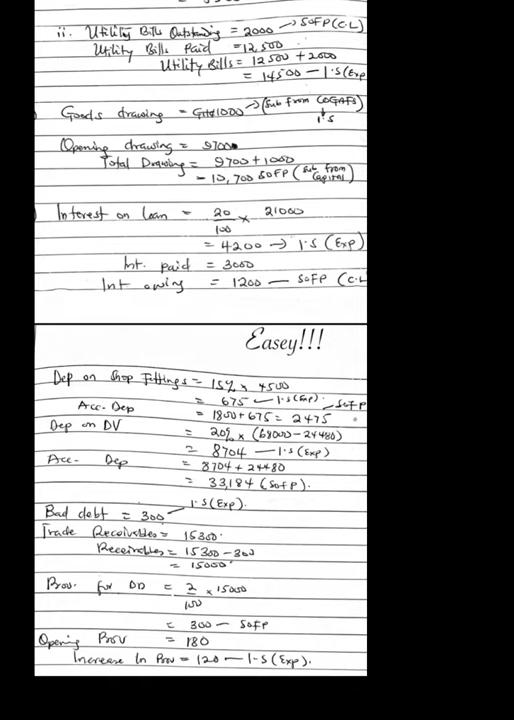 ii. Utility Bills Outstanding = 2000 → SOFP (C.L)
Utility Bills Paid = 12,500
Utility Bills = 12500 + 2000
= 14500 — I.S (Exp
Goods drawing = GH¢1000 → (Sub from COGAFS)
↓
I.S
Opening drawing = 9700
Total Drawing = 9700 + 1000
= 10,700 SOFP (Sub from Capital)
Interest on loan = 20/100 × 21000
= 4200 → I.S (Exp)
Int. paid = 3000
Int owing = 1200 — SOFP (C.L
Easey!!!
Dep on Shop Fittings = 15% × 4500
= 675 — I.S (Exp).
Acc. Dep = 1800 + 675 = 2475 — SOFP
Dep on DV = 20% × (68000 - 24480)
= 8704 — I.S (Exp)
Acc- Dep = 8704 + 24480
= 33,184 (SOFP).
Bad debt = 300 — I.S (Exp).
Trade Receivables = 15300.
Receivables = 15300 - 300
= 15000
Prov. for DD = 2/100 × 15000
= 300 — SOFP
Opening Prov = 180
Increase in Prov = 120 — I.S (Exp).